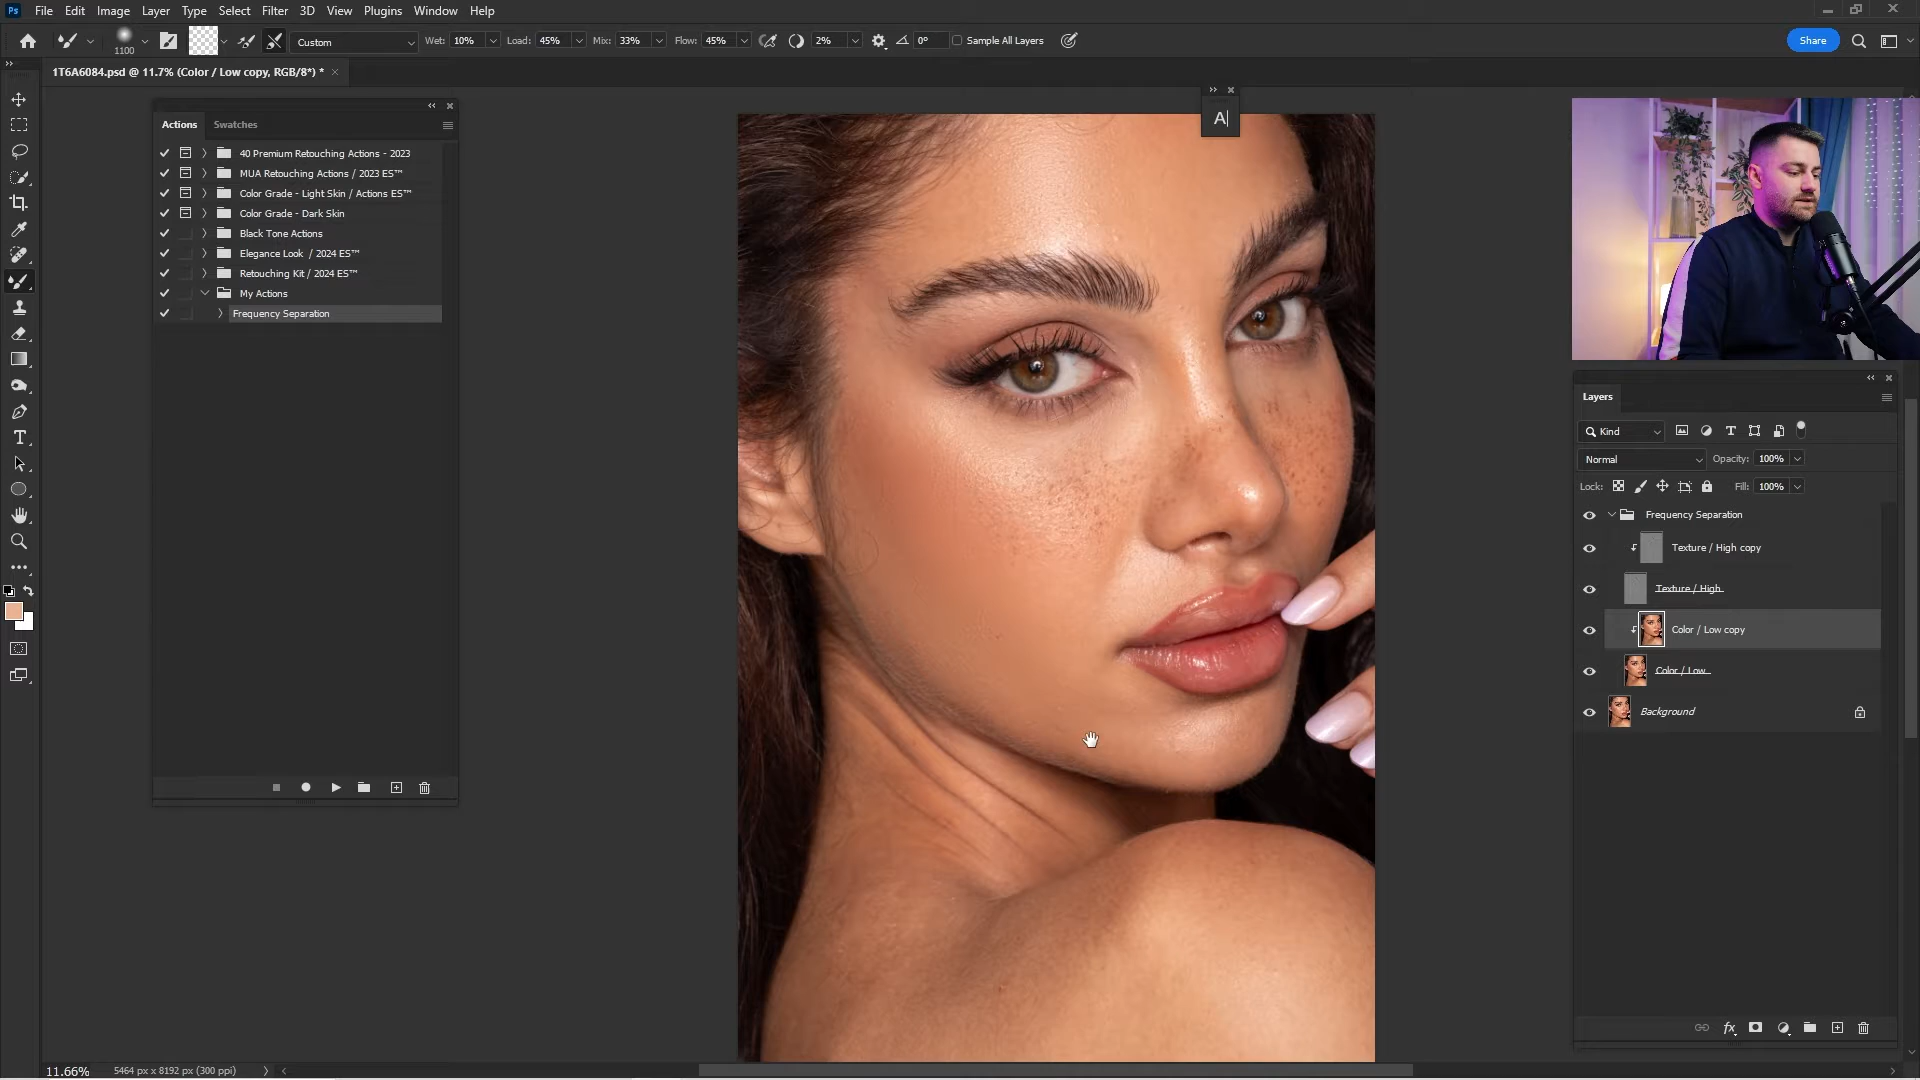 Ps File Edit Image Layer Type Select Filter 3D View Plugins Window Help
1100 Custom Wet: 10% Load: 45% Mix: 33% Flow: 45% 2% 0° Sample All Layers Share
1T6A6084.psd @ 11.7% (Color / Low copy, RGB/8*) *
Actions Swatches
40 Premium Retouching Actions - 2023
MUA Retouching Actions / 2023 ES™
Color Grade - Light Skin / Actions ES™
Color Grade - Dark Skin
Black Tone Actions
Elegance Look / 2024 ES™
Retouching Kit / 2024 ES™
My Actions
Frequency Separation
A
Layers
Kind
Normal Opacity: 100%
Lock: Fill: 100%
Frequency Separation
Texture / High copy
Texture / High
Color / Low copy
Color / Low
Background
fx
11.66% 5464 px x 8192 px (300 ppi)